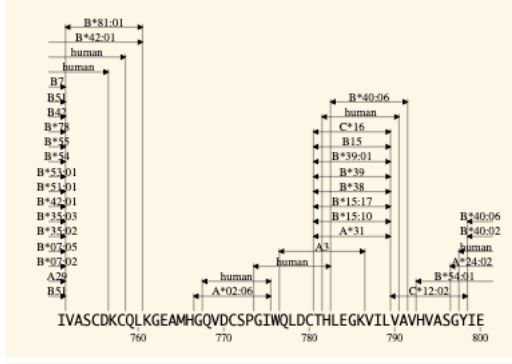 B*81:01
B*42:01
human
human
B7
B51
B*40:06
B42
human
B*78
C*16
B*55
B15
B*54
B*39:01
B*53:01
B*39
B*51:01
B*38
B*42:01
B*15:17
B*35:03
B*15:10
B*40:06
B*35:02
A*31
B*40:02
B*07:05
A3
human
B*07:02
human
A*24:02
A29
human
B*54:01
B51
A*02:06
C*12:02
IVASCDKCQLKGEAMHGQVDCSPGIWQLDCTHLEGKVILVAVHVASGYIE
760 770 780 790 800